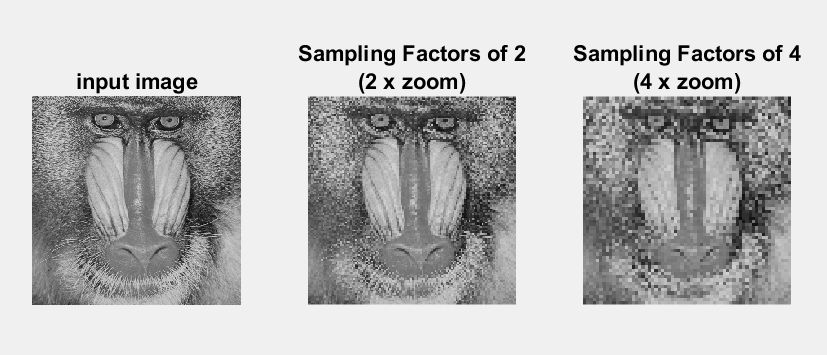 input image
Sampling Factors of 2
(2 x zoom)
Sampling Factors of 4
(4 x zoom)